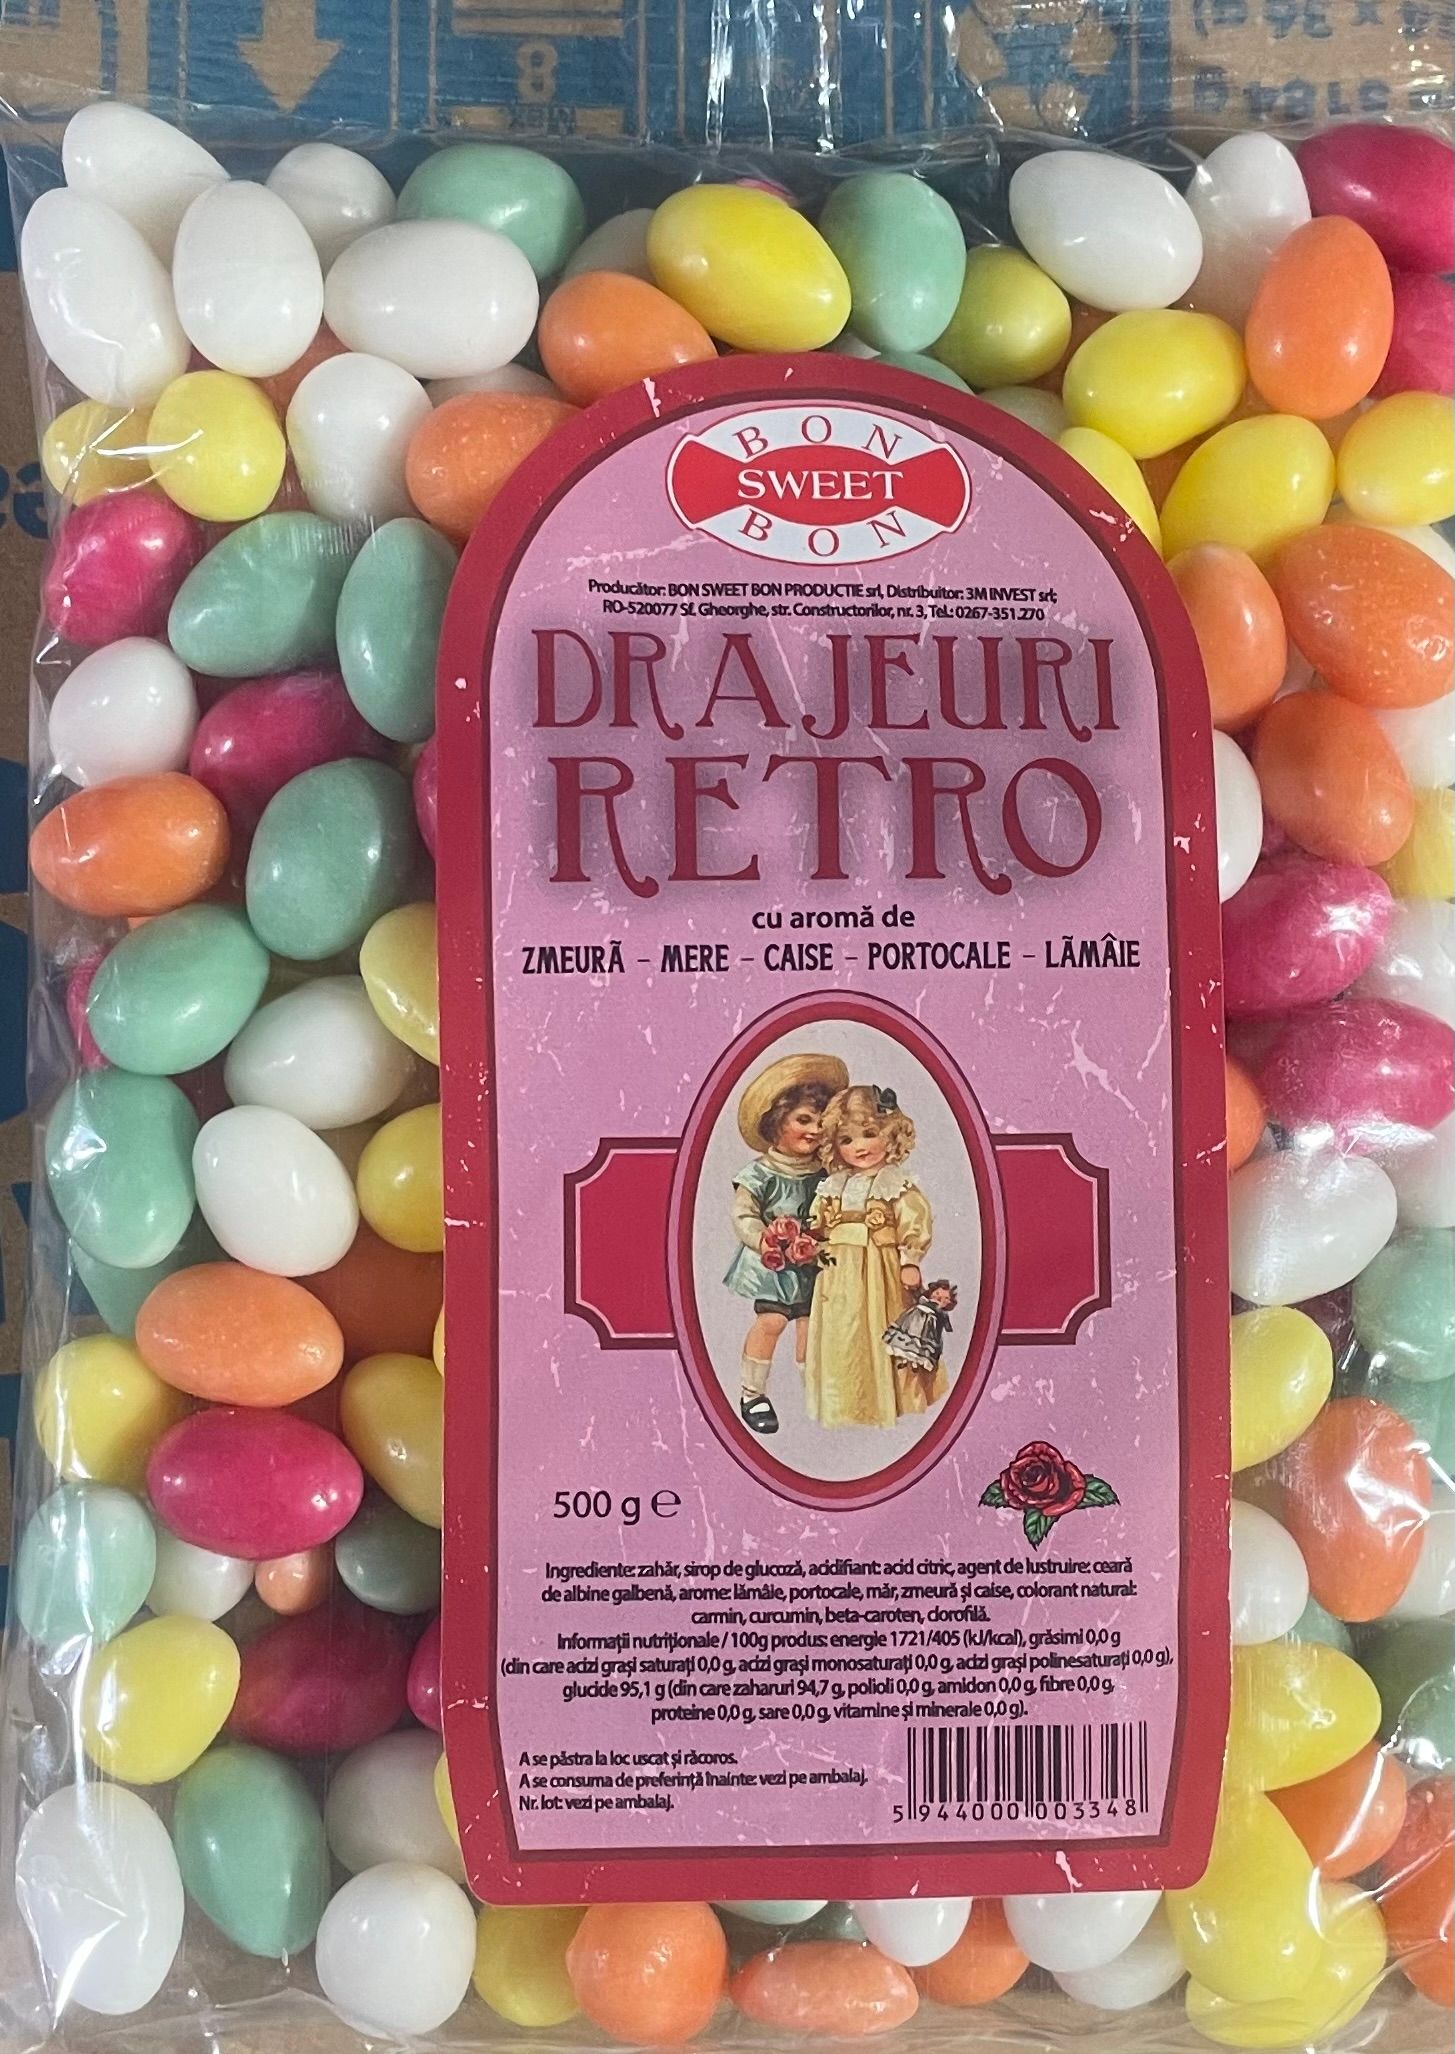 8
Max
BON
SWEET
BON
Producător: BON SWEET BON PRODUCTIE srl, Distribuitor: 3M INVEST srl;
RO-520077 Sf. Gheorghe, str. Constructorilor, nr. 3, Tel.: 0267-351.270
DRAJEURI
RETRO
cu aromă de
ZMEURÃ - MERE - CAISE - PORTOCALE - LÃMÂIE
500 g e
Ingrediente: zahăr, sirop de glucoză, acidifiant: acid citric, agent de lustruire: ceară
de albine galbenă, arome: lămâie, portocale, măr, zmeură și caise, colorant natural:
carmin, curcumin, beta-caroten, clorofilă.
Informații nutriționale / 100g produs: energie 1721/405 (kJ/kcal), grăsimi 0,0 g
(din care acizi grași saturați 0,0 g, acizi grași monosaturați 0,0 g, acizi grași polinesaturați 0,0 g),
glucide 95,1 g (din care zaharuri 94,7 g, polioli 0,0 g, amidon 0,0 g, fibre 0,0 g,
proteine 0,0 g, sare 0,0 g, vitamine și minerale 0,0 g).
A se păstra la loc uscat și răcoros.
A se consuma de preferință înainte: vezi pe ambalaj.
Nr. lot: vezi pe ambalaj.
5 944000 003348